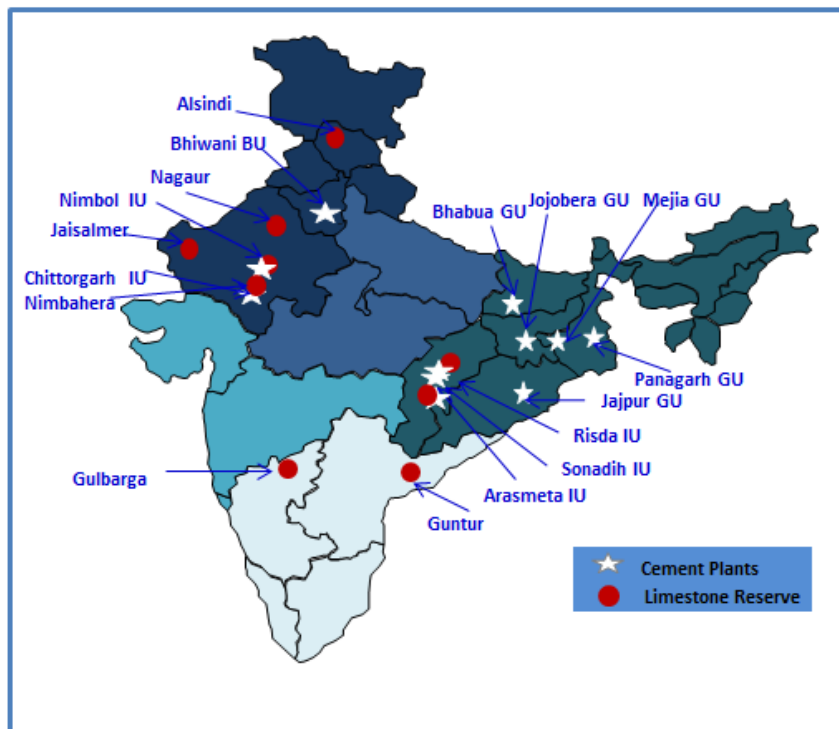 Alsindi
Bhiwani BU
Nagaur
Nimbol IU
Jaisalmer
Chittorgarh IU
Nimbahera
Bhabua GU
Jojobera GU
Mejia GU
Panagarh GU
Jajpur GU
Risda IU
Sonadih IU
Arasmeta IU
Gulbarga
Guntur
Cement Plants
Limestone Reserve